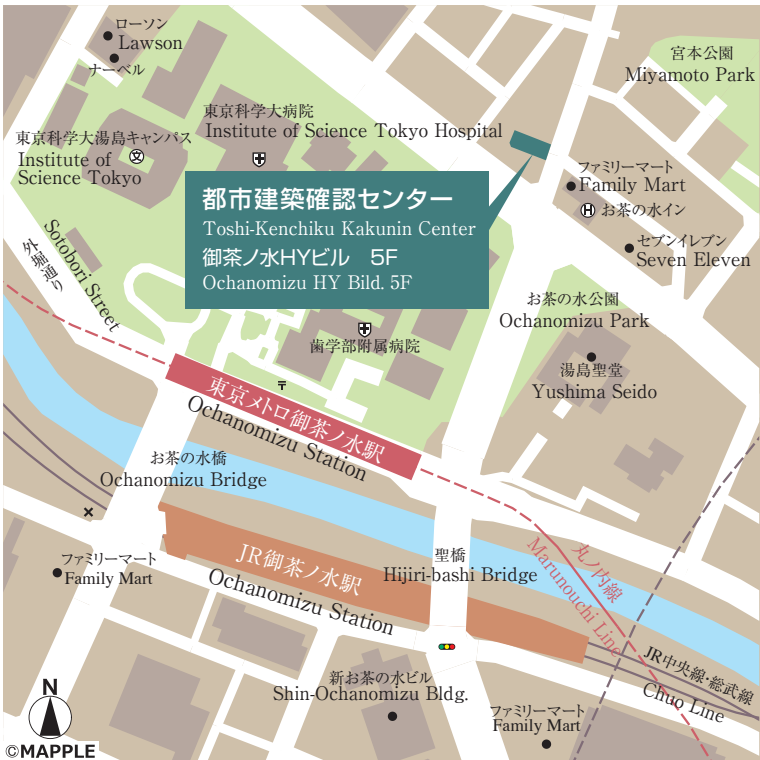 ローソン
Lawson
ナーベル
宮本公園
Miyamoto Park
東京科学大病院
Institute of Science Tokyo Hospital
東京科学大湯島キャンパス
文
Institute of
Science Tokyo
ファミリーマート
Family Mart
H お茶の水イン
セブンイレブン
Seven Eleven
都市建築確認センター
Toshi-Kenchiku Kakunin Center
御茶ノ水HYビル 5F
Ochanomizu HY Bild. 5F
外堀通り
Sotobori Street
お茶の水公園
Ochanomizu Park
歯学部附属病院
湯島聖堂
Yushima Seido
〒
東京メトロ御茶ノ水駅
Ochanomizu Station
お茶の水橋
Ochanomizu Bridge
JR御茶ノ水駅
Ochanomizu Station
聖橋
Hijiri-bashi Bridge
丸ノ内線
Marunouchi Line
ファミリーマート
Family Mart
JR中央線・総武線
Chuo Line
新お茶の水ビル
Shin-Ochanomizu Bldg.
ファミリーマート
Family Mart
N
©MAPPLE